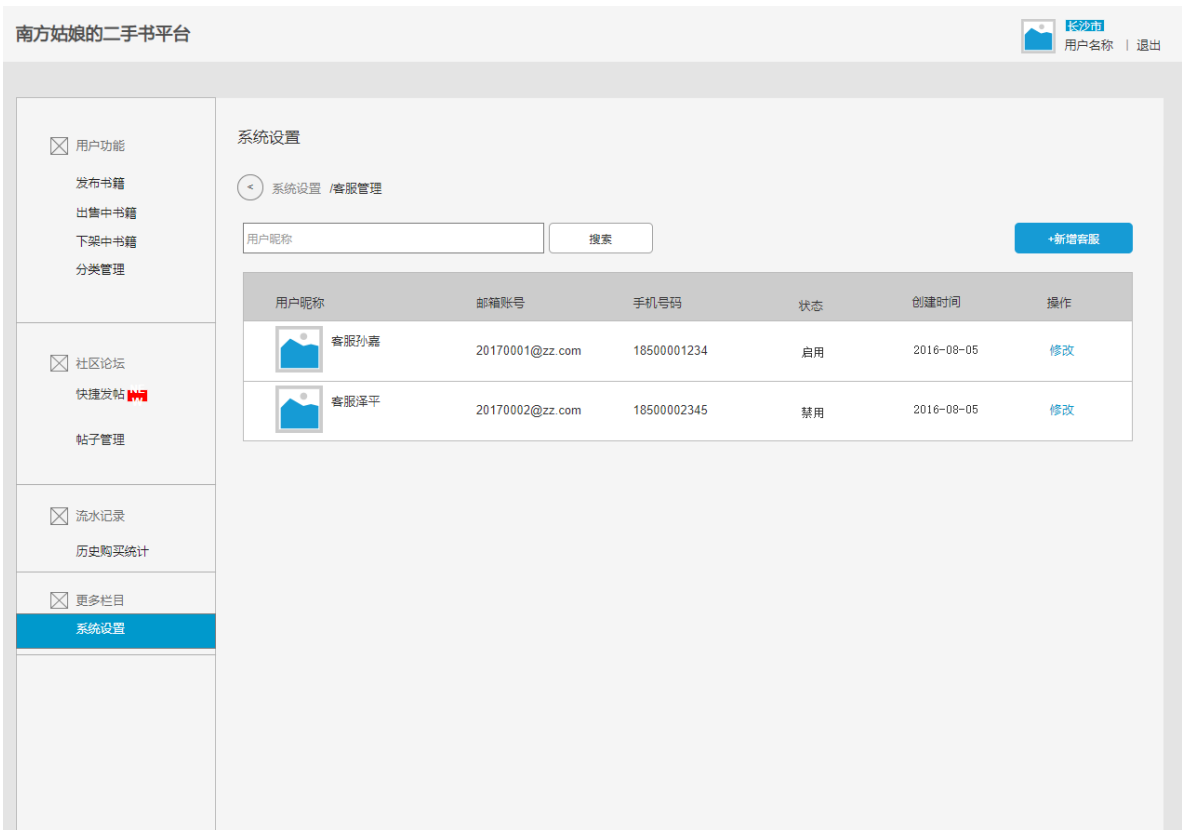 南方姑娘的二手书平台
长沙市
用户名称 | 退出
用户功能
发布书籍
出售中书籍
下架中书籍
分类管理
社区论坛
快捷发帖
帖子管理
流水记录
历史购买统计
更多栏目
系统设置
系统设置
< 系统设置 /客服管理
用户昵称 搜索 +新增客服
用户昵称 邮箱账号 手机号码 状态 创建时间 操作
客服孙嘉 20170001@zz.com 18500001234 启用 2016-08-05 修改
客服泽平 20170002@zz.com 18500002345 禁用 2016-08-05 修改